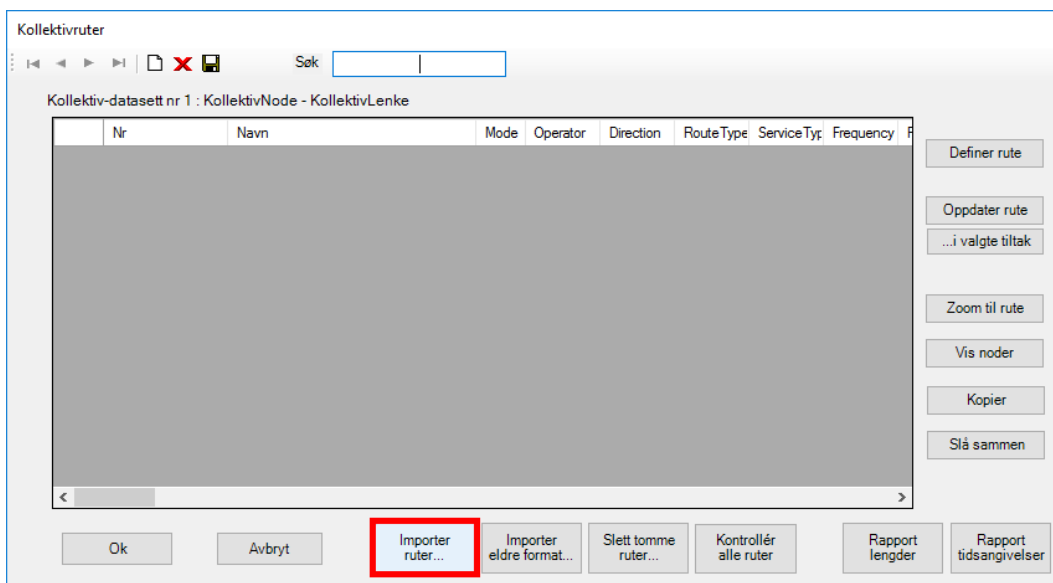 Kollektivruter
Søk
Kollektiv-datasett nr 1 : KollektivNode - KollektivLenke
Nr Navn Mode Operator Direction RouteType ServiceTyp Frequency F
Definer rute
Oppdater rute
...i valgte tiltak
Zoom til rute
Vis noder
Kopier
Slå sammen
Ok
Avbryt
Importer
ruter...
Importer
eldre format...
Slett tomme
ruter...
Kontrollér
alle ruter
Rapport
lengder
Rapport
tidsangivelser